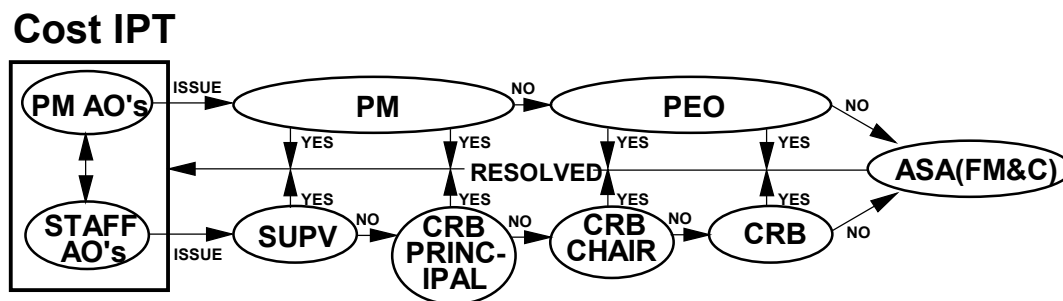 Cost IPT
PM AO's
ISSUE
PM
NO
PEO
NO
YES
YES
YES
YES
RESOLVED
ASA(FM&C)
YES
YES
YES
YES
STAFF
AO's
ISSUE
SUPV
NO
CRB
PRINC-
IPAL
NO
CRB
CHAIR
NO
CRB
NO